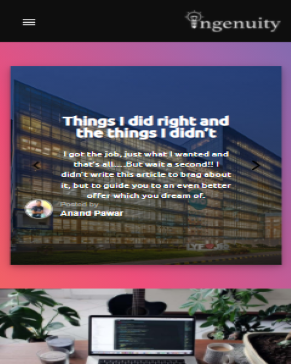 ingenuity
Things I did right and
the things I didn't
I got the job, just what I wanted and
that's all.....But wait a second!! I
didn't write this article to brag about
it, but to guide you to an even better
offer which you dream of.
Posted by
Anand Pawar